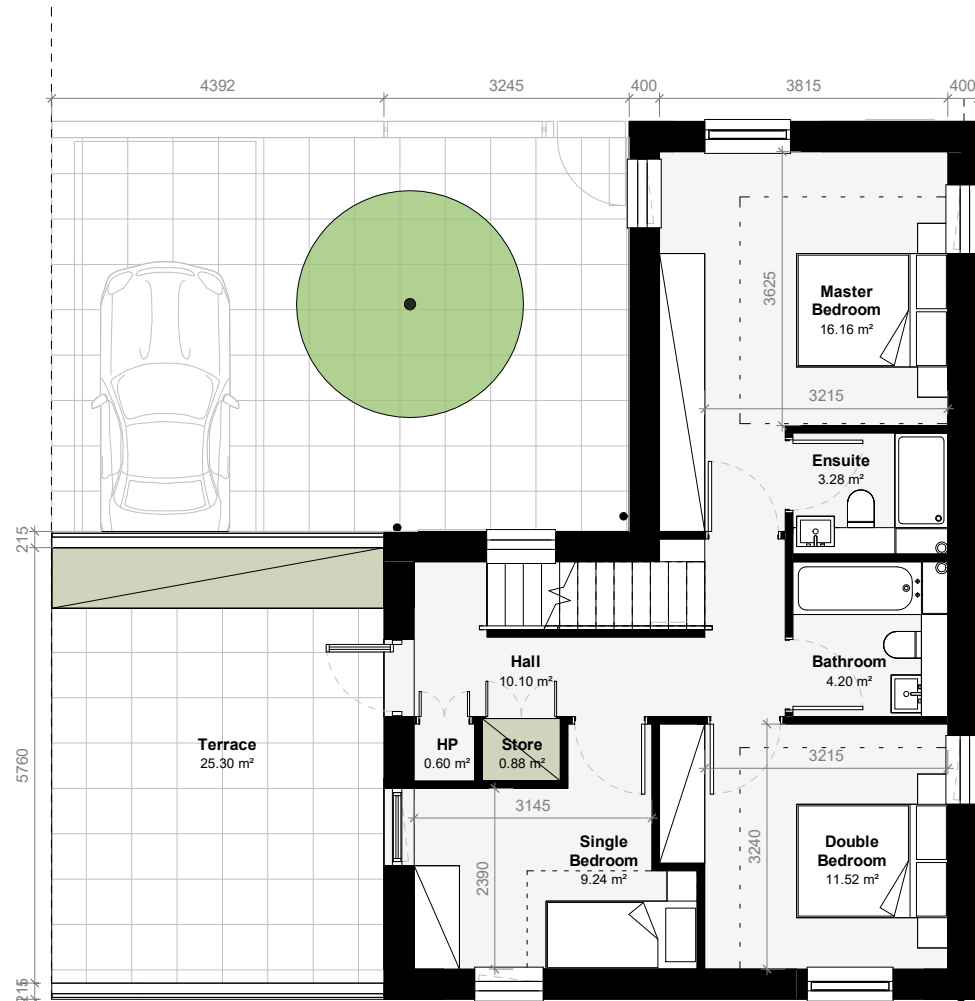 4392
3245
400
3815
400
3625
Master
Bedroom
16.16 m²
3215
Ensuite
3.28 m²
215
Hall
10.10 m²
Bathroom
4.20 m²
HP
0.60 m²
Store
0.88 m²
Terrace
25.30 m²
5760
3215
3145
Single
Bedroom
9.24 m²
2390
3240
Double
Bedroom
11.52 m²
215